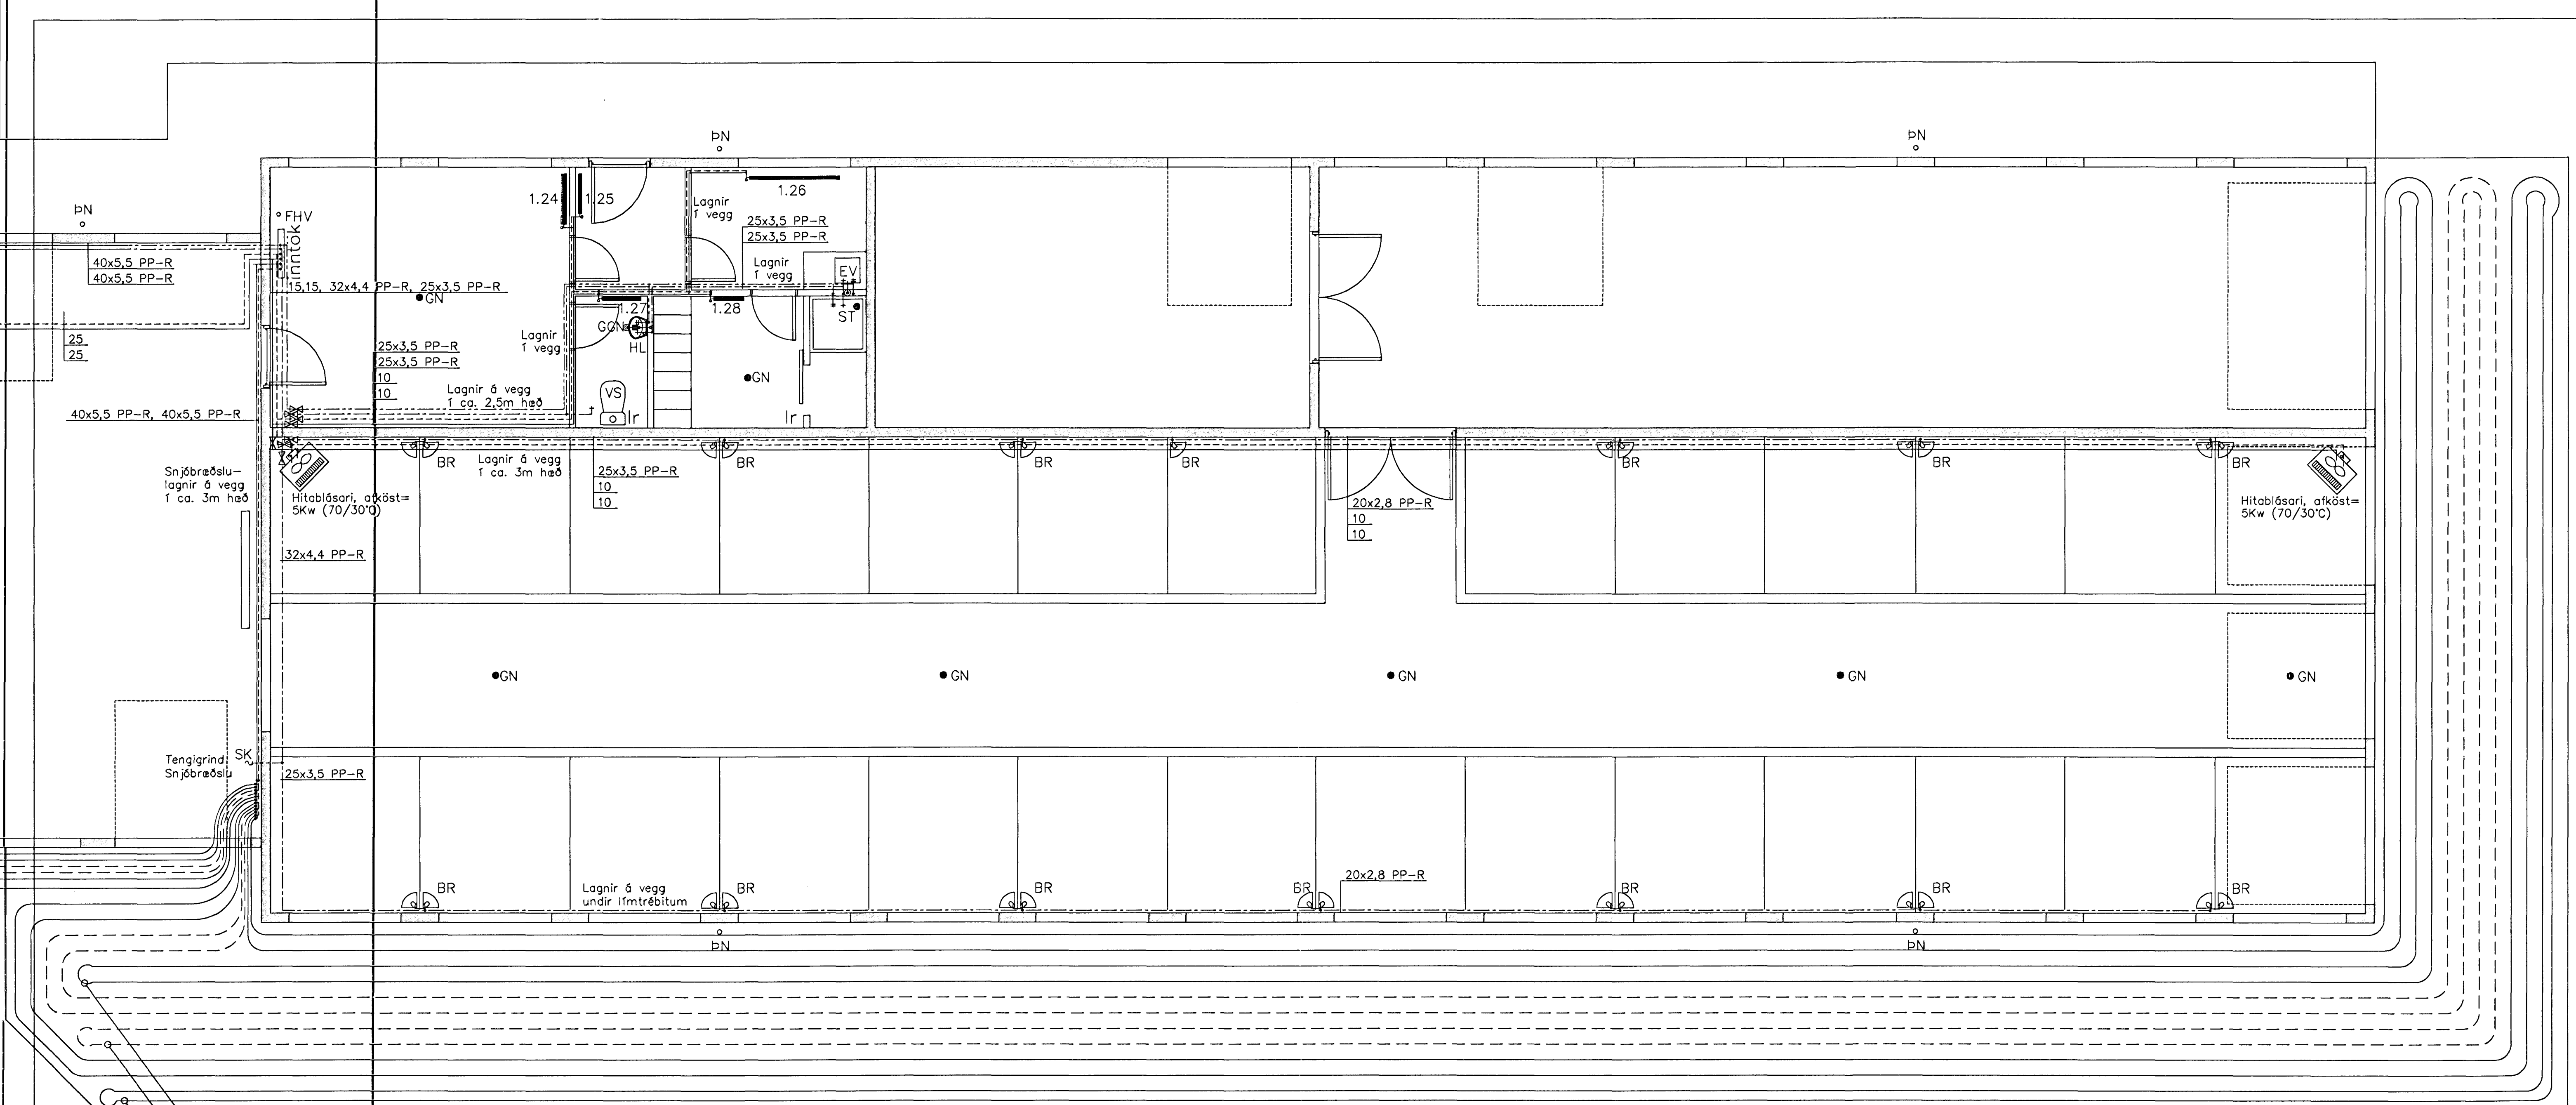 ÞN
ÞN
1.24
1.25
1.26
Lagnir
í vegg
ÞN
FHV
inntök
25x3,5 PP-R
25x3,5 PP-R
40x5,5 PP-R
40x5,5 PP-R
Lagnir
í vegg
EV
15,15, 32x4,4 PP-R, 25x3,5 PP-R
GN
1.27
1.28
ST
GGN
HL
25
25
Lagnir
í vegg
25x3,5 PP-R
25x3,5 PP-R
10
10
GN
VS
Lagnir á vegg
í ca. 2,5m hæð
40x5,5 PP-R, 40x5,5 PP-R
Ir
Ir
BR
BR
BR
BR
BR
BR
BR
Lagnir á vegg
í ca. 3m hæð
Snjóbræðslu-
lagnir á vegg
í ca. 3m hæð
25x3,5 PP-R
10
10
Hitablásari, afköst=
5Kw (70/30°C)
20x2,8 PP-R
10
10
Hitablásari, afköst=
5Kw (70/30°C)
32x4,4 PP-R
GN
GN
GN
GN
GN
SK
Tengigrind
Snjóbræðslu
25x3,5 PP-R
BR
BR
BR
BR
BR
BR
BR
Lagnir á vegg
undir límtrébitum
20x2,8 PP-R
ÞN
ÞN